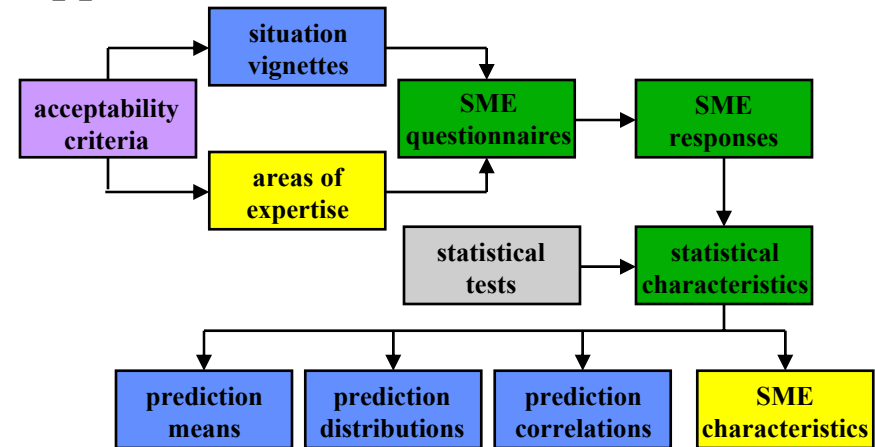 situation
vignettes
acceptability
criteria
SME
questionnaires
SME
responses
areas of
expertise
statistical
tests
statistical
characteristics
prediction
means
prediction
distributions
prediction
correlations
SME
characteristics